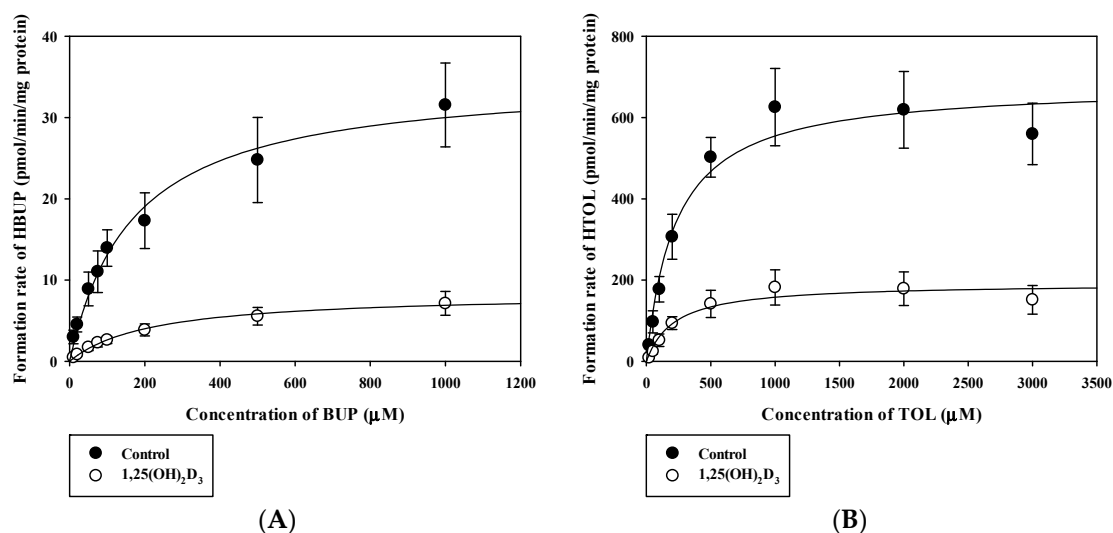 Formation rate of HBUP (pmol/min/mg protein)
40
30
20
10
0
0 200 400 600 800 1000 1200
Concentration of BUP (µM)
Control
1,25(OH)₂D₃
(A)
Formation rate of HTOL (pmol/min/mg protein)
800
600
400
200
0
0 500 1000 1500 2000 2500 3000 3500
Concentration of TOL (µM)
Control
1,25(OH)₂D₃
(B)